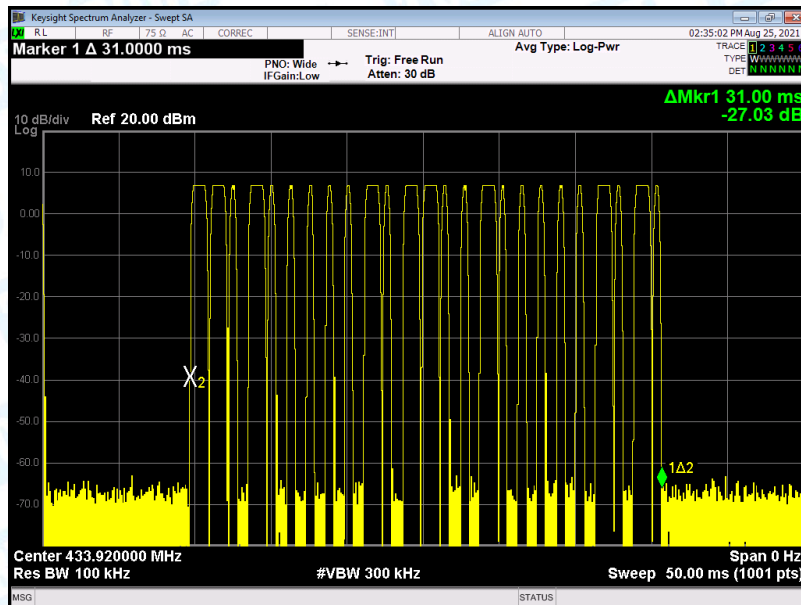 Keysight Spectrum Analyzer - Swept SA
LXI RL RF 75 Ω AC CORREC SENSE:INT ALIGN AUTO 02:35:02 PM Aug 25, 2021
Marker 1 Δ 31.0000 ms
Avg Type: Log-Pwr
TRACE 1 2 3 4 5 6
PNO: Wide Trig: Free Run
TYPE W
IFGain:Low Atten: 30 dB
DET N N N N N N
ΔMkr1 31.00 ms
-27.03 dB
10 dB/div Ref 20.00 dBm
Log
10.0
0.00
-10.0
-20.0
-30.0
-40.0
2
-50.0
-60.0
1Δ2
-70.0
Center 433.920000 MHz Span 0 Hz
Res BW 100 kHz #VBW 300 kHz Sweep 50.00 ms (1001 pts)
MSG STATUS